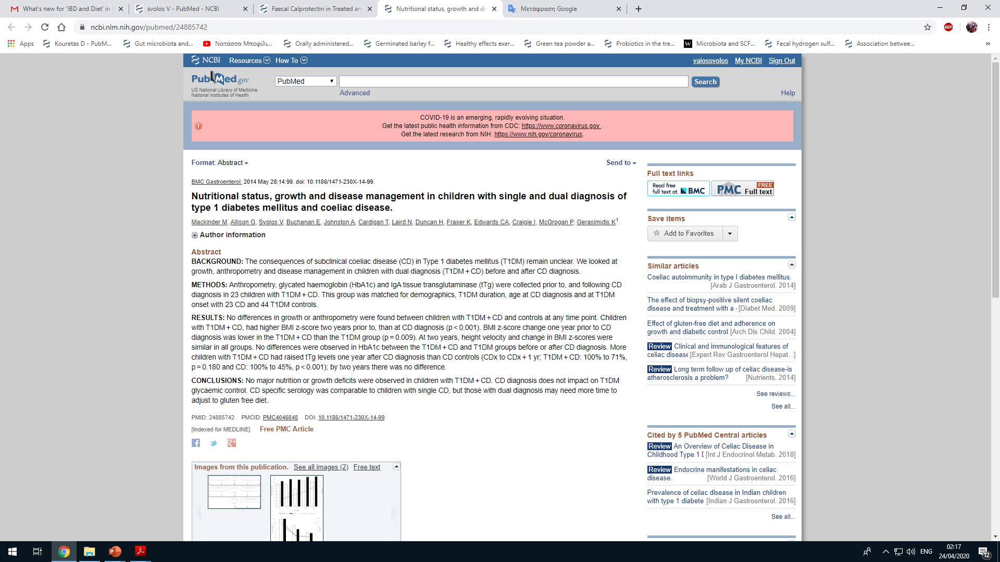 What's new for 'IBD and Diet' in
svolos V - PubMed - NCBI
Faecal Calprotectin in Treated an
Nutritional status, growth and di
Μετάφραση Google
ncbi.nlm.nih.gov/pubmed/24885742
ABP
Apps
Kouretas D - PubM...
Gut microbiota and...
Νατάσσα Μποφίλι...
Orally administered...
Germinated barley f...
Healthy effects exer...
Green tea powder a...
Probiotics in the tre...
Microbiota and SCF...
Fecal hydrogen sulf...
Association betwee...
»
NCBI Resources How To
vaiossvolos My NCBI Sign Out
PubMed.gov
US National Library of Medicine
National Institutes of Health
PubMed
Search
Advanced
Help
COVID-19 is an emerging, rapidly evolving situation.
Get the latest public health information from CDC: https://www.coronavirus.gov .
Get the latest research from NIH: https://www.nih.gov/coronavirus.
Format: Abstract
Send to
BMC Gastroenterol. 2014 May 28;14:99. doi: 10.1186/1471-230X-14-99.
Nutritional status, growth and disease management in children with single and dual diagnosis of
type 1 diabetes mellitus and coeliac disease.
Mackinder M, Allison G, Svolos V, Buchanan E, Johnston A, Cardigan T, Laird N, Duncan H, Fraser K, Edwards CA, Craigie I, McGrogan P, Gerasimidis K1.
Author information
Abstract
BACKGROUND: The consequences of subclinical coeliac disease (CD) in Type 1 diabetes mellitus (T1DM) remain unclear. We looked at
growth, anthropometry and disease management in children with dual diagnosis (T1DM + CD) before and after CD diagnosis.
METHODS: Anthropometry, glycated haemoglobin (HbA1c) and IgA tissue transglutaminase (tTg) were collected prior to, and following CD
diagnosis in 23 children with T1DM + CD. This group was matched for demographics, T1DM duration, age at CD diagnosis and at T1DM
onset with 23 CD and 44 T1DM controls.
RESULTS: No differences in growth or anthropometry were found between children with T1DM + CD and controls at any time point. Children
with T1DM + CD, had higher BMI z-score two years prior to, than at CD diagnosis (p < 0.001). BMI z-score change one year prior to CD
diagnosis was lower in the T1DM + CD than the T1DM group (p = 0.009). At two years, height velocity and change in BMI z-scores were
similar in all groups. No differences were observed in HbA1c between the T1DM + CD and T1DM groups before or after CD diagnosis. More
children with T1DM + CD had raised tTg levels one year after CD diagnosis than CD controls (CDx to CDx + 1 yr; T1DM + CD: 100% to 71%,
p = 0.180 and CD: 100% to 45%, p < 0.001); by two years there was no difference.
CONCLUSIONS: No major nutrition or growth deficits were observed in children with T1DM + CD. CD diagnosis does not impact on T1DM
glycaemic control. CD specific serology was comparable to children with single CD, but those with dual diagnosis may need more time to
adjust to gluten free diet.
PMID: 24885742 PMCID: PMC4046848 DOI: 10.1186/1471-230X-14-99
[Indexed for MEDLINE] Free PMC Article
Images from this publication. See all images (2) Free text
Full text links
Read free
full text at BMC
PMC FREE
Full text
Save items
Add to Favorites
Similar articles
Coeliac autoimmunity in type I diabetes mellitus.
[Arab J Gastroenterol. 2014]
The effect of biopsy-positive silent coeliac
disease and treatment with a [Diabet Med. 2009]
Effect of gluten-free diet and adherence on
growth and diabetic control [Arch Dis Child. 2004]
Review Clinical and immunological features of
celiac disease [Expert Rev Gastroenterol Hepat...]
Review Long term follow up of celiac disease-is
atherosclerosis a problem? [Nutrients. 2014]
See reviews...
See all...
Cited by 5 PubMed Central articles
Review An Overview of Celiac Disease in
Childhood Type 1 [Int J Endocrinol Metab. 2018]
Review Endocrine manifestations in celiac
disease. [World J Gastroenterol. 2016]
Prevalence of celiac disease in Indian children
with type 1 diabete [Indian J Gastroenterol. 2016]
See all...
ENG
02:17
24/04/2020
12